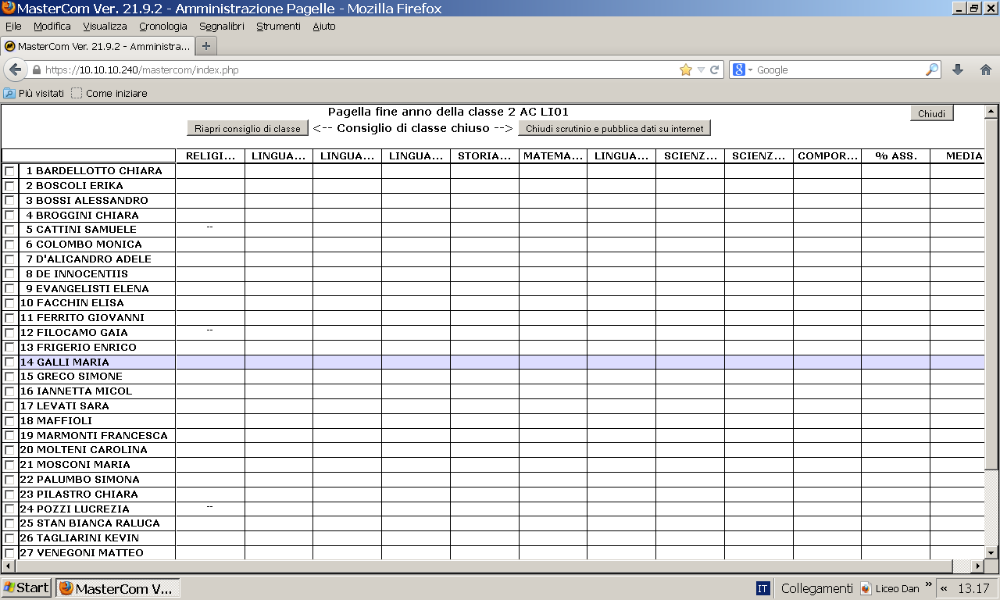 MasterCom Ver. 21.9.2 - Amministrazione Pagelle - Mozilla Firefox
File Modifica Visualizza Cronologia Segnalibri Strumenti Aiuto
MasterCom Ver. 21.9.2 - Amministra...
https://10.10.10.240/mastercom/index.php
Google
Più visitati Come iniziare
Pagella fine anno della classe 2 AC LI01
Chiudi
Riapri consiglio di classe <-- Consiglio di classe chiuso --> Chiudi scrutinio e pubblica dati su internet
RELIGI... LINGUA... LINGUA... LINGUA... STORIA... MATEMA... LINGUA... SCIENZ... SCIENZ... COMPOR... % ASS. MEDIA
1 BARDELLOTTO CHIARA
2 BOSCOLI ERIKA
3 BOSSI ALESSANDRO
4 BROGGINI CHIARA
5 CATTINI SAMUELE --
6 COLOMBO MONICA
7 D'ALICANDRO ADELE
8 DE INNOCENTIIS
9 EVANGELISTI ELENA
10 FACCHIN ELISA
11 FERRITO GIOVANNI
12 FILOCAMO GAIA --
13 FRIGERIO ENRICO
14 GALLI MARIA
15 GRECO SIMONE
16 IANNETTA MICOL
17 LEVATI SARA
18 MAFFIOLI
19 MARMONTI FRANCESCA
20 MOLTENI CAROLINA
21 MOSCONI MARIA
22 PALUMBO SIMONA
23 PILASTRO CHIARA
24 POZZI LUCREZIA --
25 STAN BIANCA RALUCA
26 TAGLIARINI KEVIN
27 VENEGONI MATTEO
Start MasterCom V... IT Collegamenti Liceo Dan » « 13.17